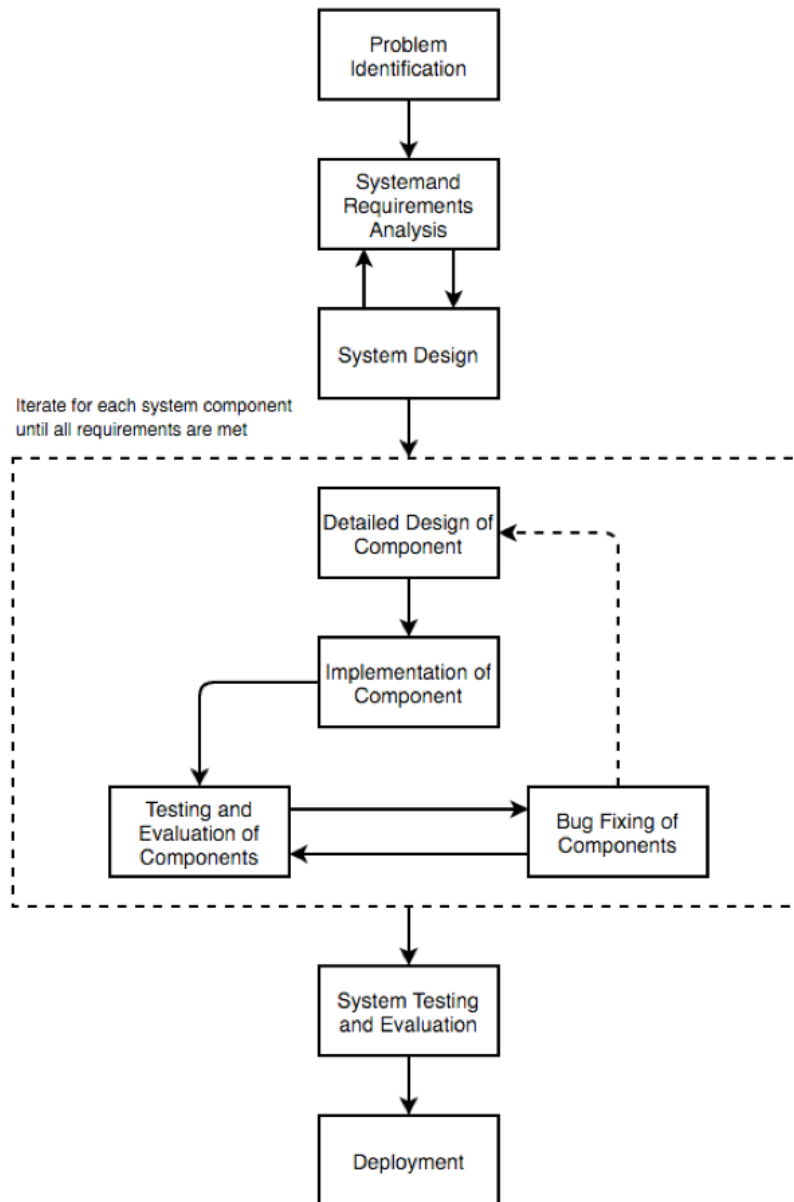 Problem
Identification
Systemand
Requirements
Analysis
System Design
Iterate for each system component
until all requirements are met
Detailed Design of
Component
Implementation of
Component
Testing and
Evaluation of
Components
Bug Fixing of
Components
System Testing
and Evaluation
Deployment